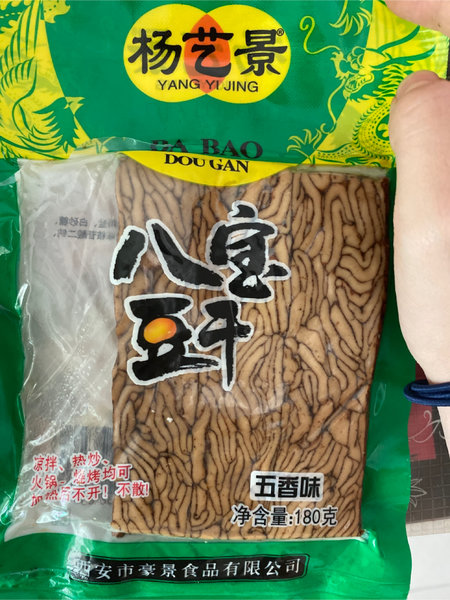 杨艺景®
YANG YI JING
BA BAO
DOU GAN
八宝
豆干
凉拌、热炒、
火锅、烧烤均可
不开！不散！
五香味
净含量:180克
安市豪景食品有限公司